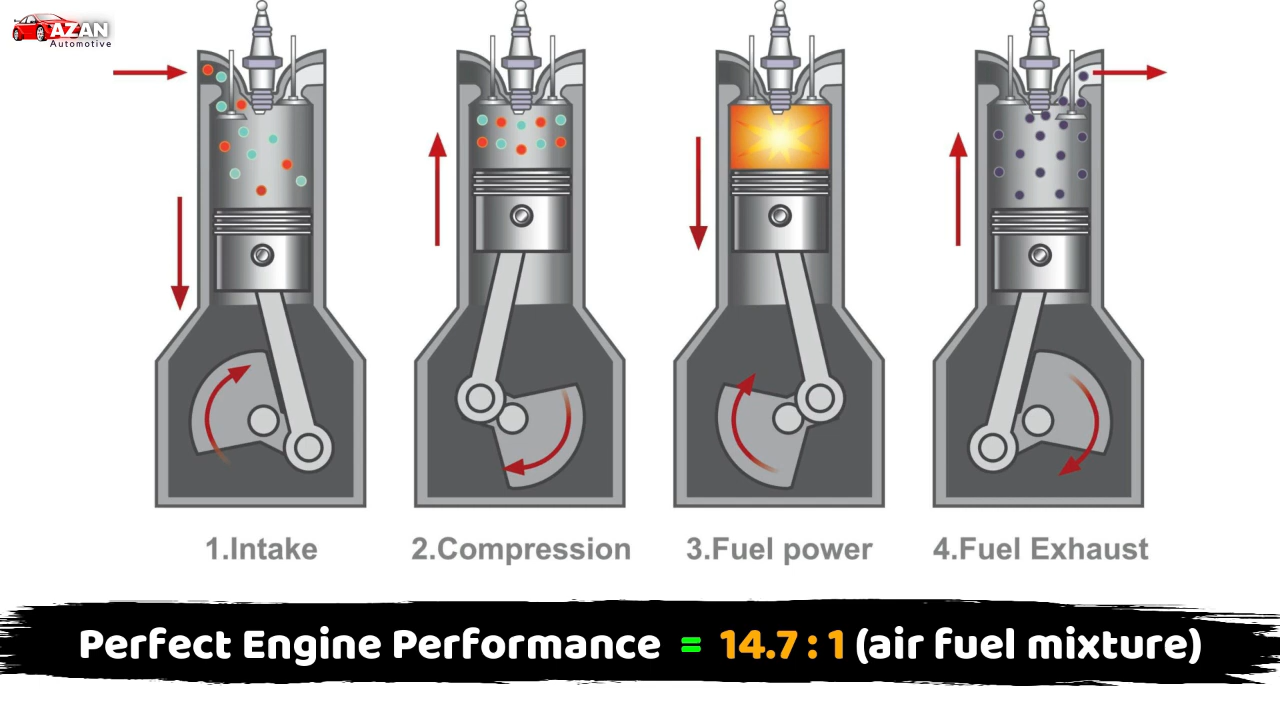 AZAN
Automotive
1.Intake
2.Compression
3.Fuel power
4.Fuel Exhaust
Perfect Engine Performance = 14.7 : 1 (air fuel mixture)